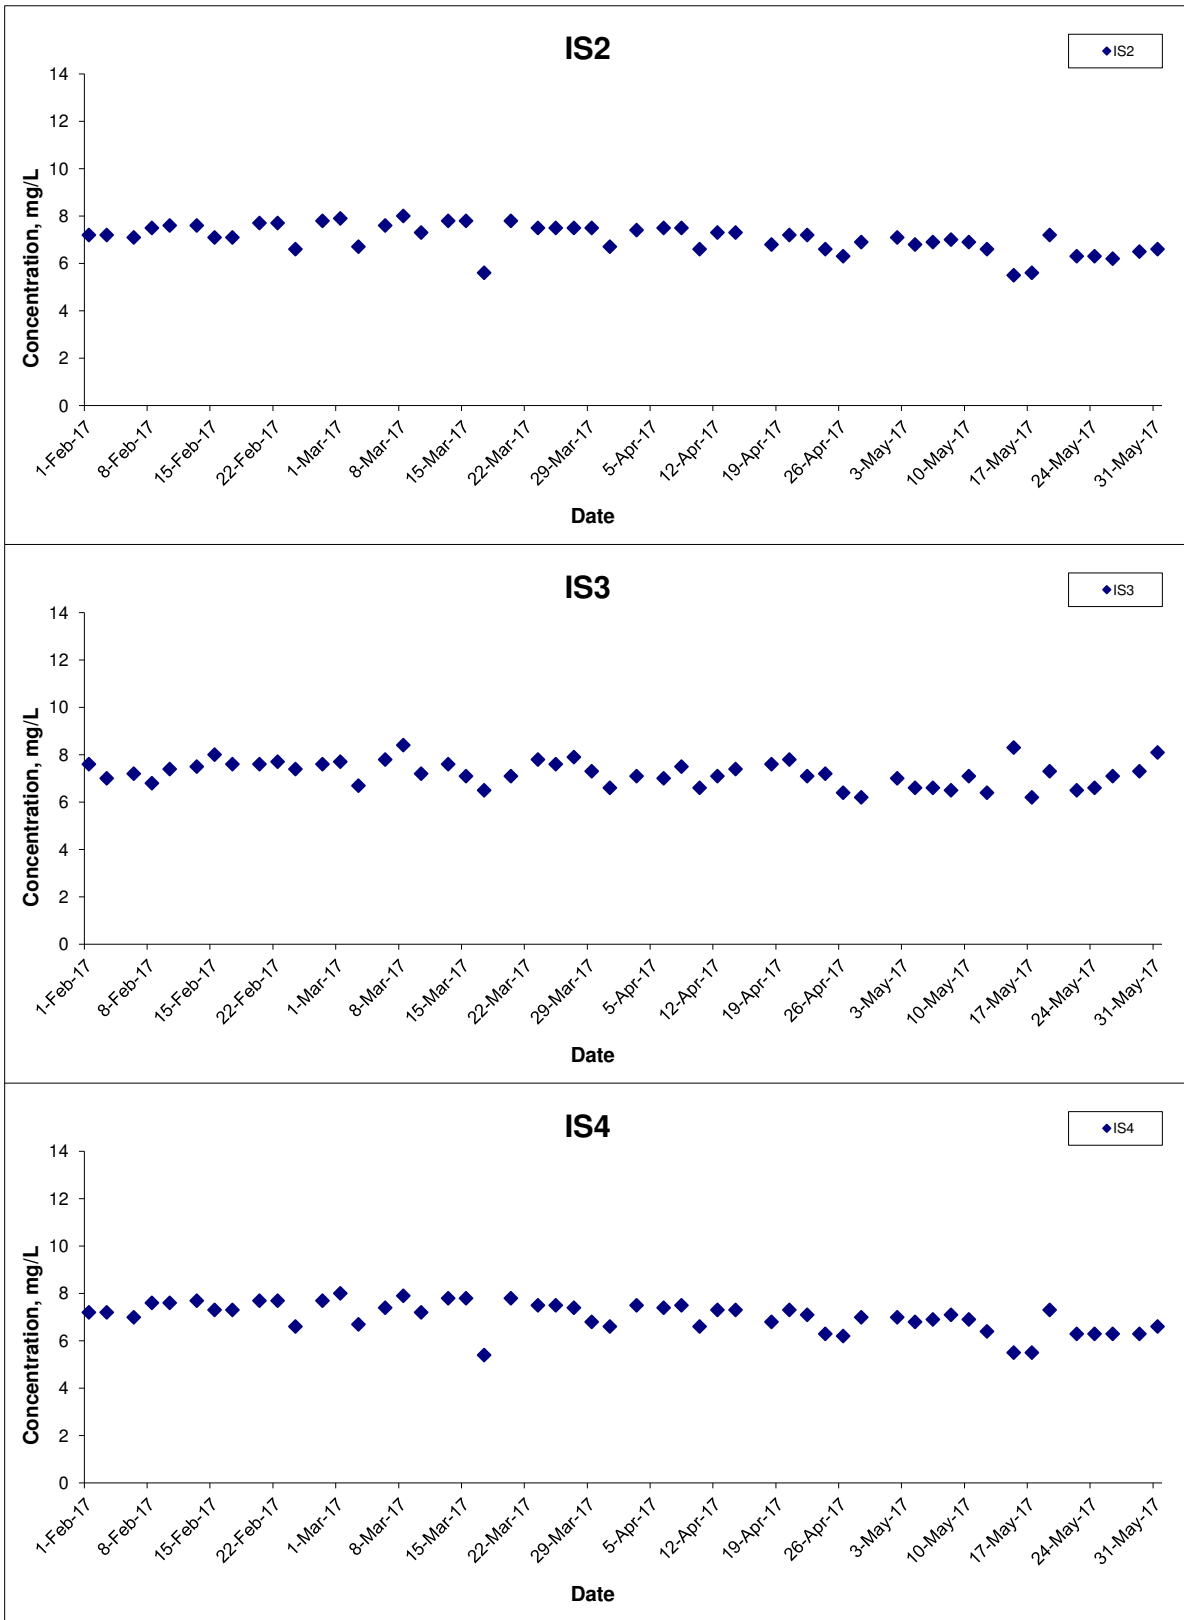 IS2
IS2
14
12
10
8
6
4
2
0
Concentration, mg/L
1-Feb-17
8-Feb-17
15-Feb-17
22-Feb-17
1-Mar-17
8-Mar-17
15-Mar-17
22-Mar-17
29-Mar-17
5-Apr-17
12-Apr-17
19-Apr-17
26-Apr-17
3-May-17
10-May-17
17-May-17
24-May-17
31-May-17
Date
IS3
IS3
14
12
10
8
6
4
2
0
Concentration, mg/L
1-Feb-17
8-Feb-17
15-Feb-17
22-Feb-17
1-Mar-17
8-Mar-17
15-Mar-17
22-Mar-17
29-Mar-17
5-Apr-17
12-Apr-17
19-Apr-17
26-Apr-17
3-May-17
10-May-17
17-May-17
24-May-17
31-May-17
Date
IS4
IS4
14
12
10
8
6
4
2
0
Concentration, mg/L
1-Feb-17
8-Feb-17
15-Feb-17
22-Feb-17
1-Mar-17
8-Mar-17
15-Mar-17
22-Mar-17
29-Mar-17
5-Apr-17
12-Apr-17
19-Apr-17
26-Apr-17
3-May-17
10-May-17
17-May-17
24-May-17
31-May-17
Date